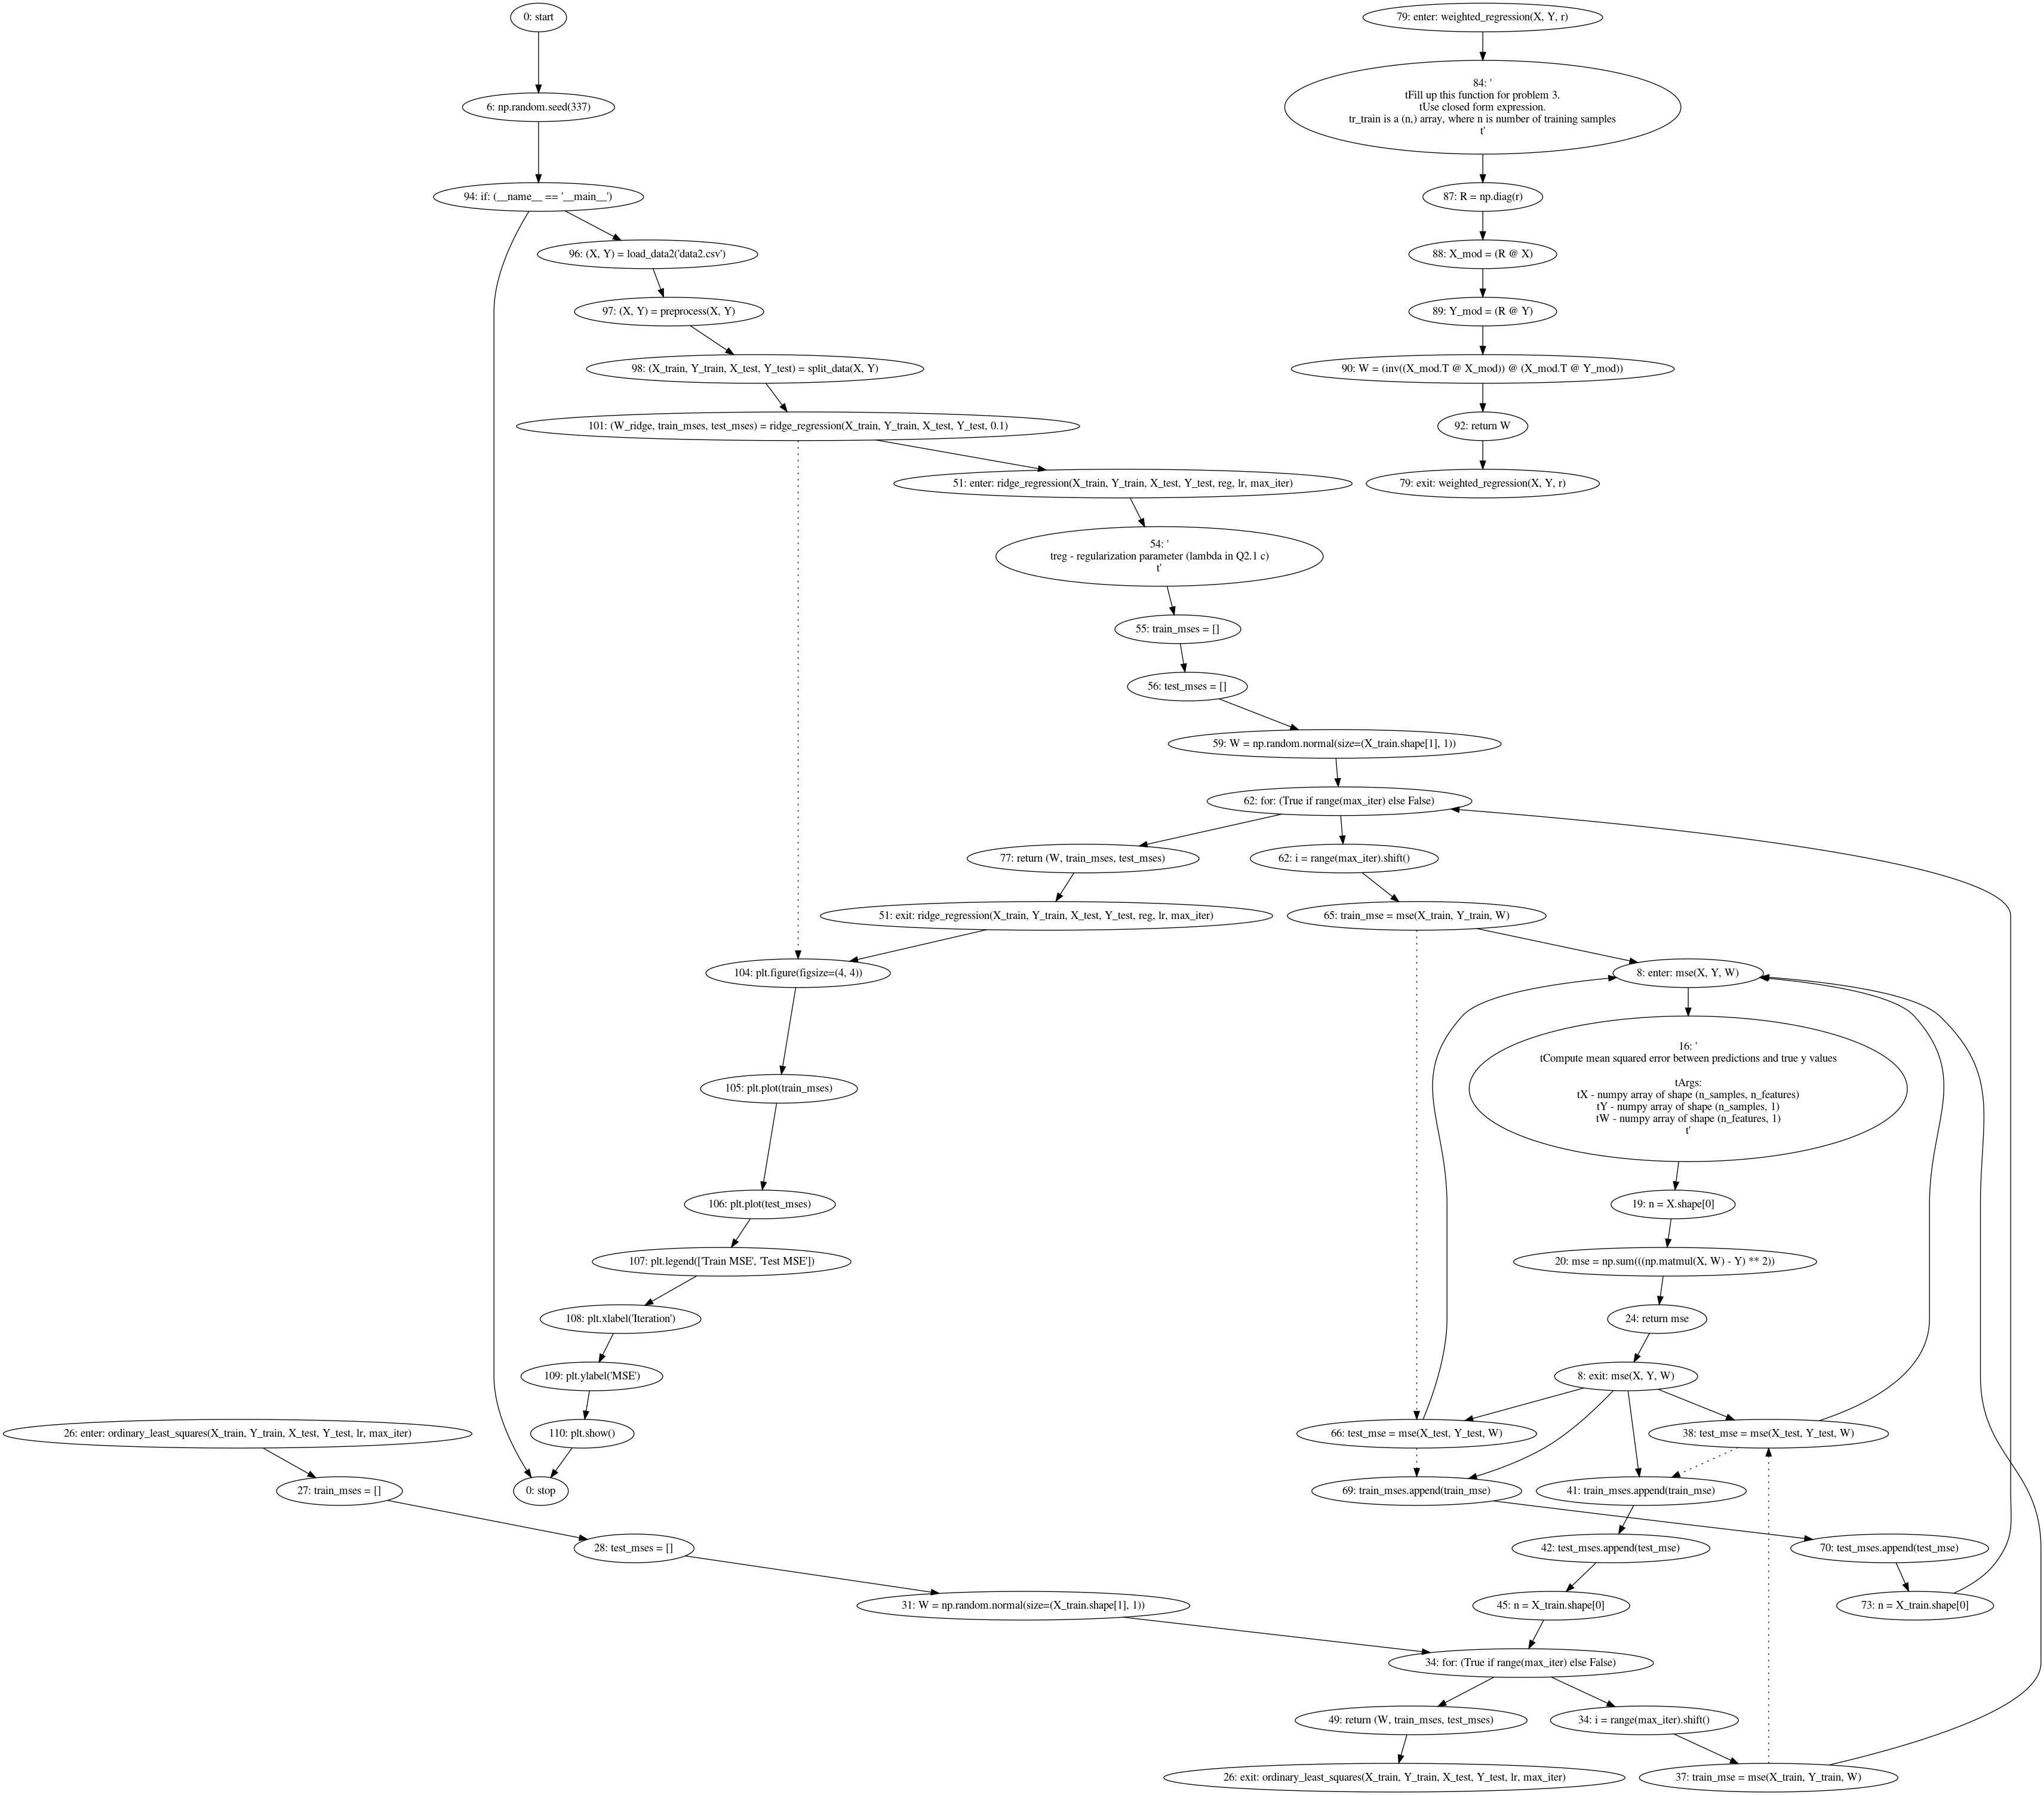 0: start
79: enter: weighted_regression(X, Y, r)
84: '
tFill up this function for problem 3.
tUse closed form expression.
tr_train is a (n,) array, where n is number of training samples
t'
6: np.random.seed(337)
94: if: (__name__ == '__main__')
87: R = np.diag(r)
96: (X, Y) = load_data2('data2.csv')
88: X_mod = (R @ X)
97: (X, Y) = preprocess(X, Y)
89: Y_mod = (R @ Y)
98: (X_train, Y_train, X_test, Y_test) = split_data(X, Y)
90: W = (inv((X_mod.T @ X_mod)) @ (X_mod.T @ Y_mod))
101: (W_ridge, train_mses, test_mses) = ridge_regression(X_train, Y_train, X_test, Y_test, 0.1)
92: return W
51: enter: ridge_regression(X_train, Y_train, X_test, Y_test, reg, lr, max_iter)
79: exit: weighted_regression(X, Y, r)
54: '
treg - regularization parameter (lambda in Q2.1 c)
t'
55: train_mses = []
56: test_mses = []
59: W = np.random.normal(size=(X_train.shape[1], 1))
62: for: (True if range(max_iter) else False)
77: return (W, train_mses, test_mses)
62: i = range(max_iter).shift()
51: exit: ridge_regression(X_train, Y_train, X_test, Y_test, reg, lr, max_iter)
65: train_mse = mse(X_train, Y_train, W)
104: plt.figure(figsize=(4, 4))
8: enter: mse(X, Y, W)
16: '
tCompute mean squared error between predictions and true y values
tArgs:
tX - numpy array of shape (n_samples, n_features)
tY - numpy array of shape (n_samples, 1)
tW - numpy array of shape (n_features, 1)
t'
105: plt.plot(train_mses)
106: plt.plot(test_mses)
19: n = X.shape[0]
107: plt.legend(['Train MSE', 'Test MSE'])
20: mse = np.sum(((np.matmul(X, W) - Y) ** 2))
108: plt.xlabel('Iteration')
24: return mse
109: plt.ylabel('MSE')
8: exit: mse(X, Y, W)
26: enter: ordinary_least_squares(X_train, Y_train, X_test, Y_test, lr, max_iter)
110: plt.show()
66: test_mse = mse(X_test, Y_test, W)
38: test_mse = mse(X_test, Y_test, W)
27: train_mses = []
0: stop
69: train_mses.append(train_mse)
41: train_mses.append(train_mse)
28: test_mses = []
42: test_mses.append(test_mse)
70: test_mses.append(test_mse)
31: W = np.random.normal(size=(X_train.shape[1], 1))
45: n = X_train.shape[0]
73: n = X_train.shape[0]
34: for: (True if range(max_iter) else False)
49: return (W, train_mses, test_mses)
34: i = range(max_iter).shift()
26: exit: ordinary_least_squares(X_train, Y_train, X_test, Y_test, lr, max_iter)
37: train_mse = mse(X_train, Y_train, W)